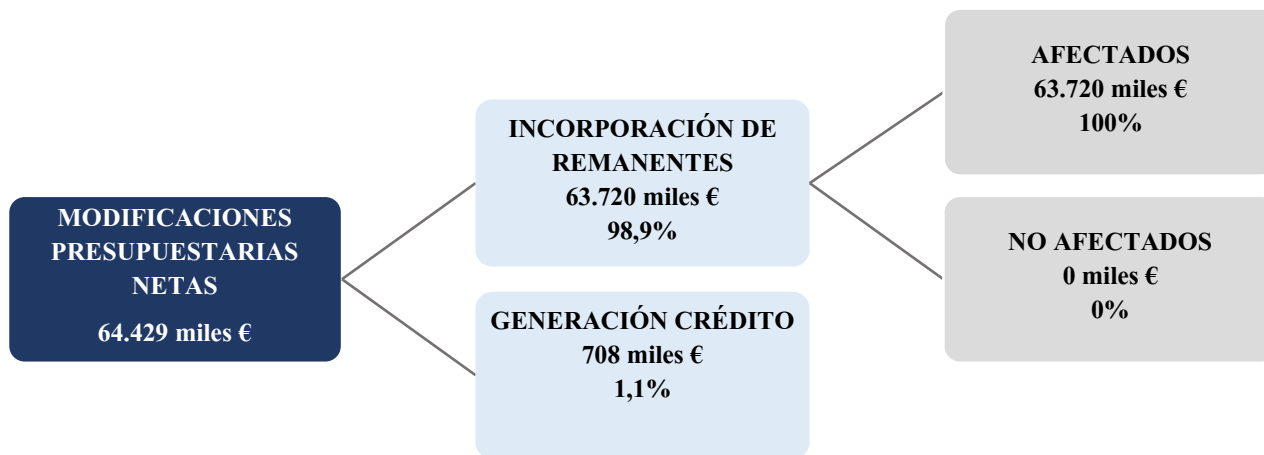 MODIFICACIONES
PRESUPUESTARIAS
NETAS
64.429 miles €
INCORPORACIÓN DE
REMANENTES
63.720 miles €
98,9%
GENERACIÓN CRÉDITO
708 miles €
1,1%
AFECTADOS
63.720 miles €
100%
NO AFECTADOS
0 miles €
0%